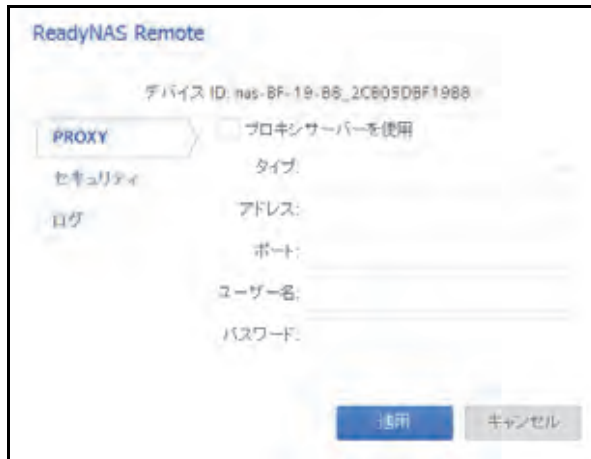 ReadyNAS Remote
デバイス ID: nas-BF-19-B8_2CB05DBF19B8
PROXY
プロキシサーバーを使用
セキュリティ
タイプ:
ログ
アドレス:
ポート:
ユーザー名:
パスワード:
適用
キャンセル